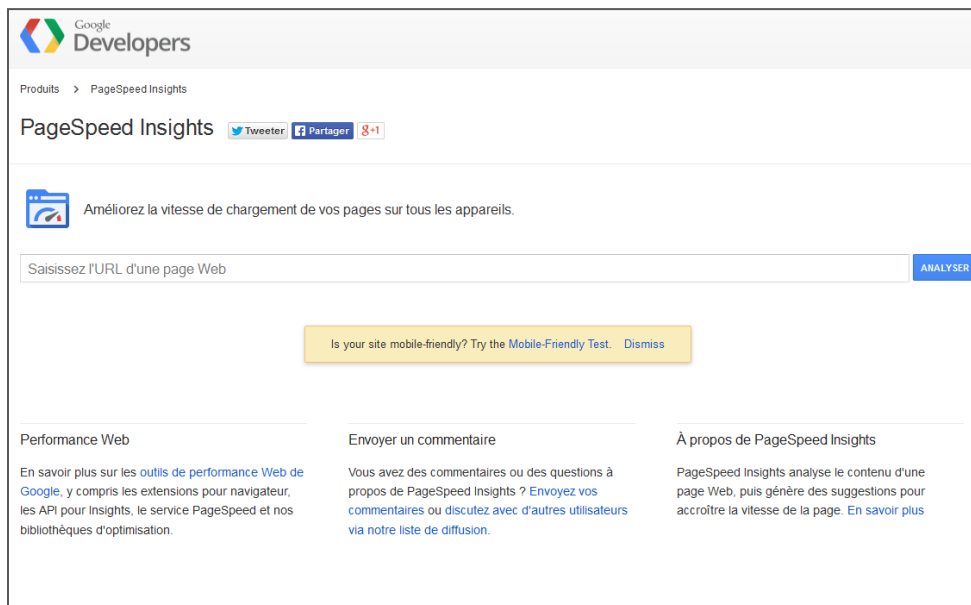 Google
Developers
Produits > PageSpeed Insights
PageSpeed Insights Tweeter Partager g+1
Améliorez la vitesse de chargement de vos pages sur tous les appareils.
Saisissez l'URL d'une page Web ANALYSER
Is your site mobile-friendly? Try the Mobile-Friendly Test. Dismiss
Performance Web
En savoir plus sur les outils de performance Web de
Google, y compris les extensions pour navigateur,
les API pour Insights, le service PageSpeed et nos
bibliothèques d'optimisation.
Envoyer un commentaire
Vous avez des commentaires ou des questions à
propos de PageSpeed Insights ? Envoyez vos
commentaires ou discutez avec d'autres utilisateurs
via notre liste de diffusion.
À propos de PageSpeed Insights
PageSpeed Insights analyse le contenu d'une
page Web, puis génère des suggestions pour
accroître la vitesse de la page. En savoir plus